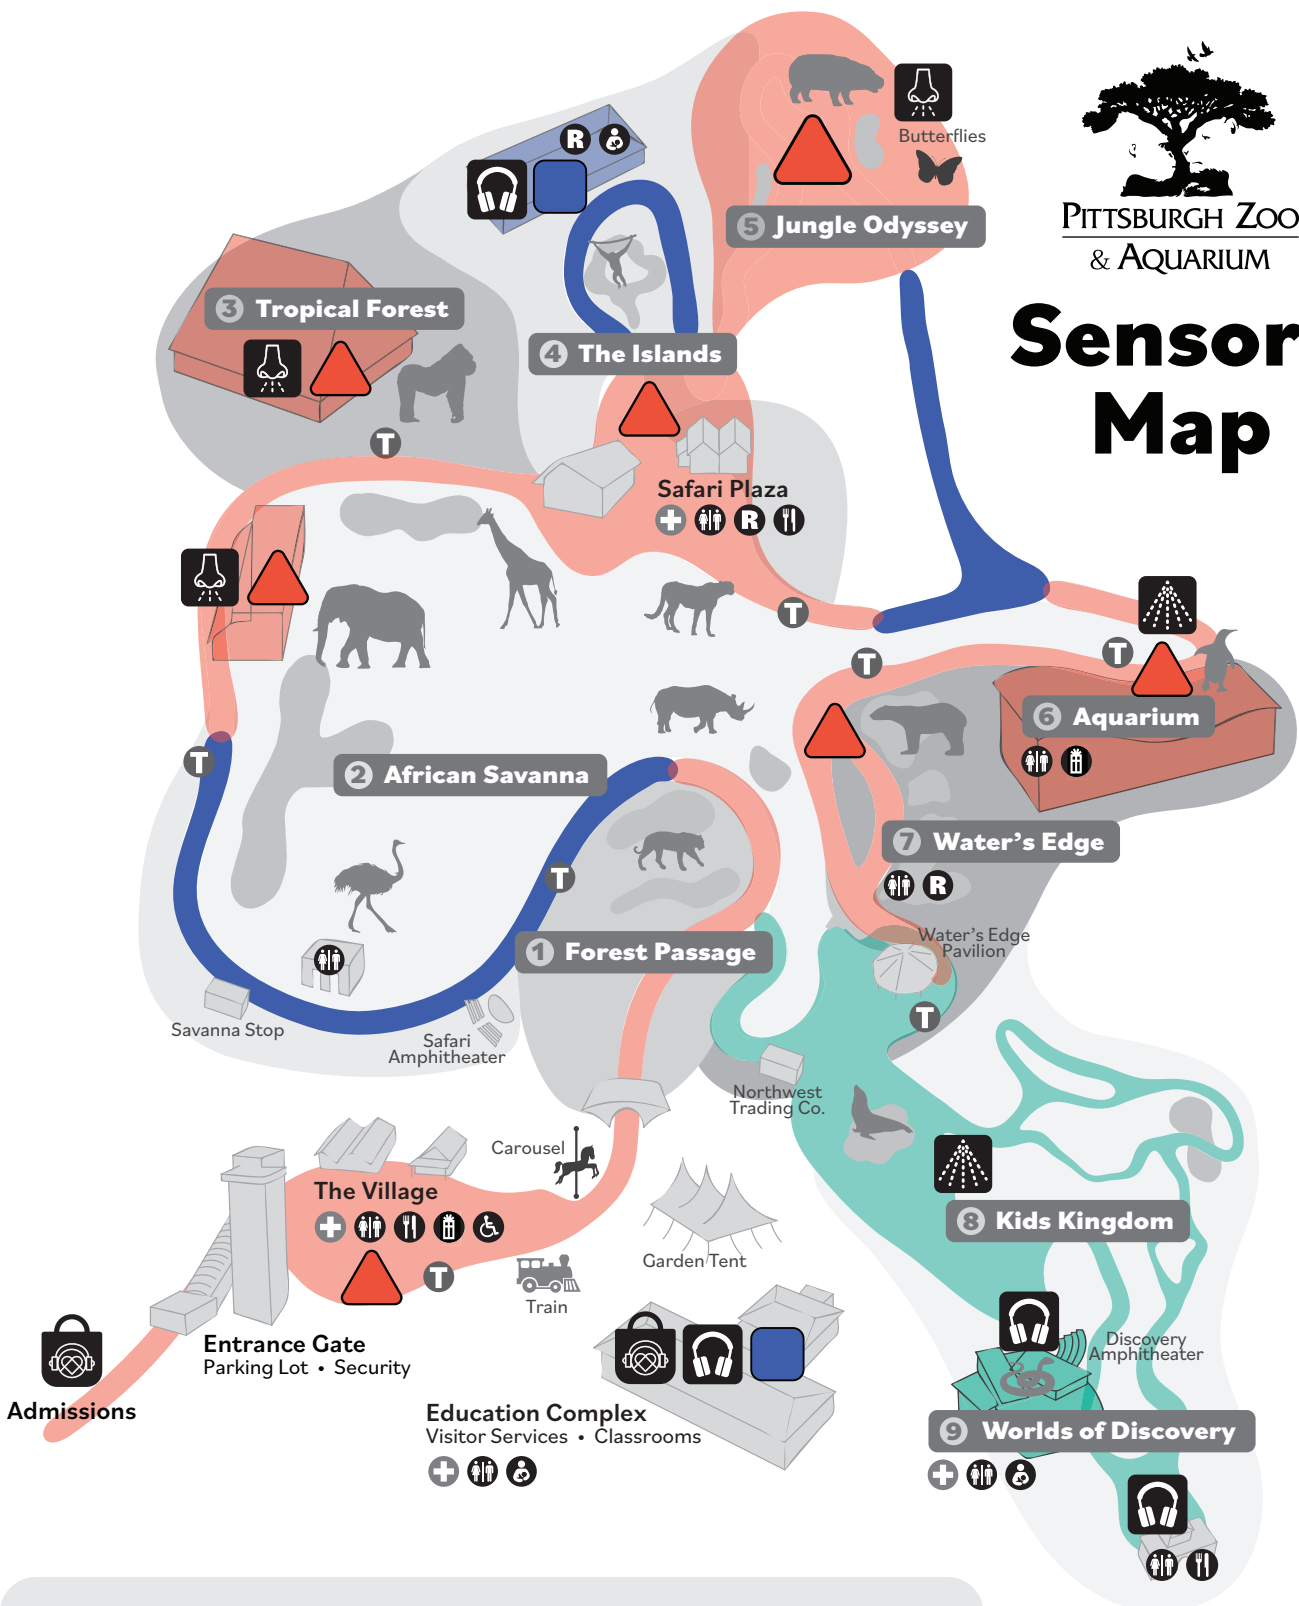 PITTSBURGH ZOO
& AQUARIUM
Sensor
Map
R
Butterflies
5 Jungle Odyssey
3 Tropical Forest
4 The Islands
T
Safari Plaza
R
T
T
T
6 Aquarium
T
2 African Savanna
7 Water's Edge
R
T
Water's Edge
Pavilion
1 Forest Passage
T
Savanna Stop
Safari
Amphitheater
Northwest
Trading Co.
Carousel
The Village
T
8 Kids Kingdom
Garden Tent
Train
Entrance Gate
Parking Lot • Security
Discovery
Amphitheater
Admissions
Education Complex
Visitor Services • Classrooms
9 Worlds of Discovery